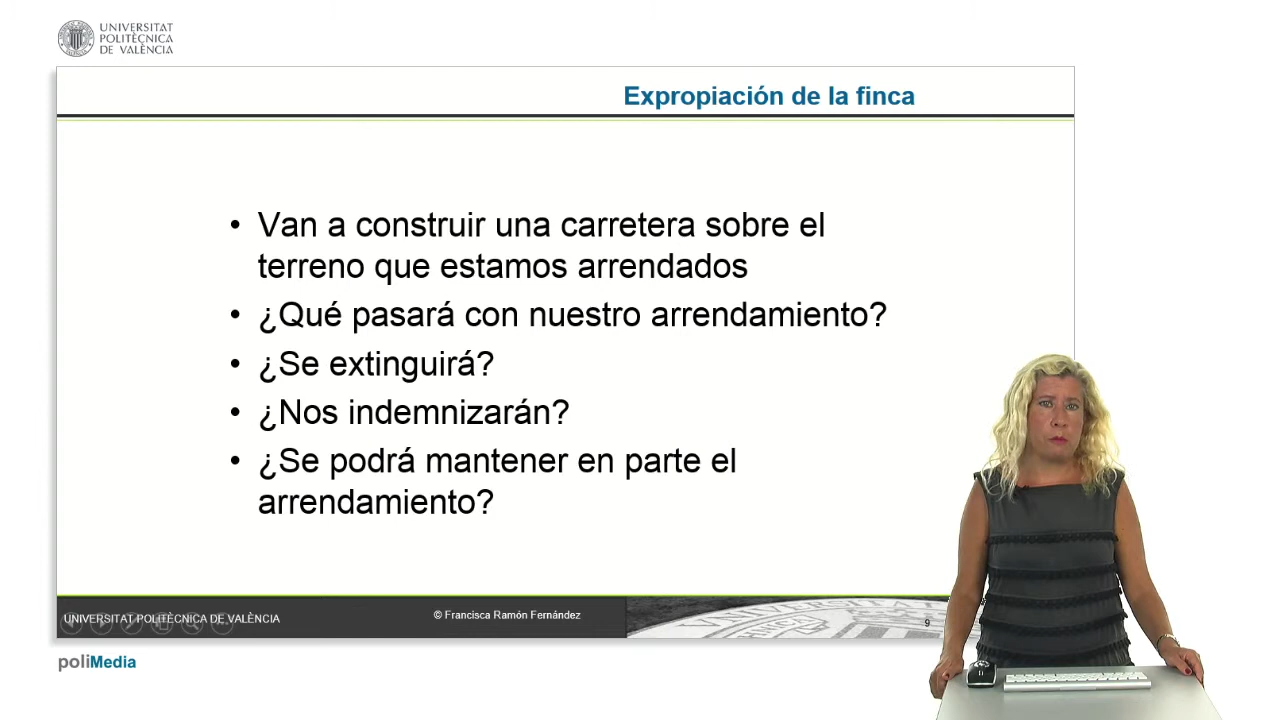 UNIVERSITAT
POLITÈCNICA
DE VALÈNCIA
Expropiación de la finca
• Van a construir una carretera sobre el
terreno que estamos arrendados
• ¿Qué pasará con nuestro arrendamiento?
• ¿Se extinguirá?
• ¿Nos indemnizarán?
• ¿Se podrá mantener en parte el
arrendamiento?
UNIVERSITAT POLITÈCNICA DE VALÈNCIA
© Francisca Ramón Fernández
9
poliMedia